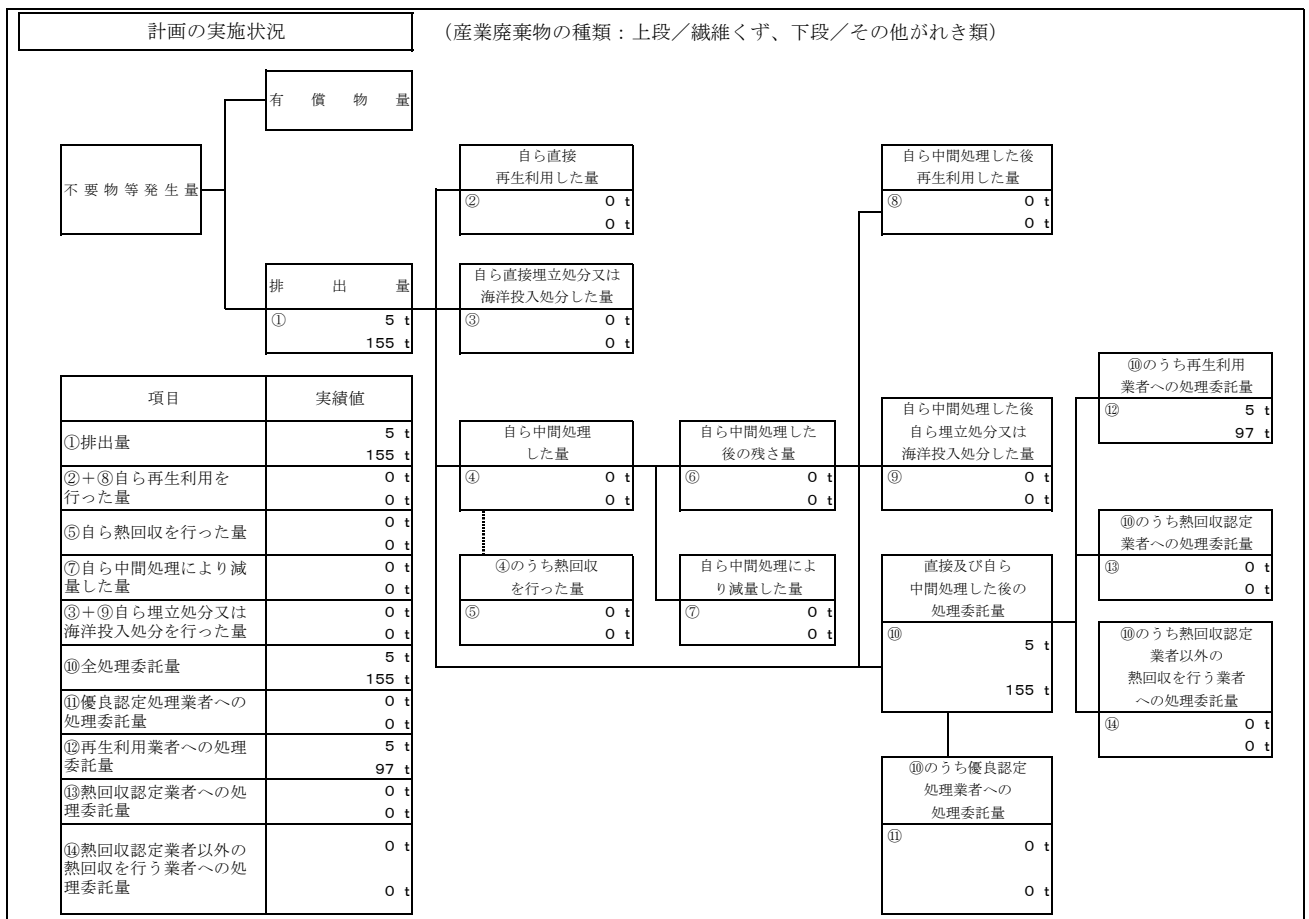 計画の実施状況
(産業廃棄物の種類：上段／繊維くず、下段／その他がれき類)
有償物量
不要物等発生量
自ら直接
再生利用した量
② 0 t
0 t
自ら中間処理した後
再生利用した量
⑧ 0 t
0 t
排出量
① 5 t
155 t
自ら直接埋立処分又は
海洋投入処分した量
③ 0 t
0 t
項目 実績値
①排出量
5 t
155 t
②＋⑧自ら再生利用を
行った量
0 t
0 t
⑤自ら熱回収を行った量
0 t
0 t
⑦自ら中間処理により減
量した量
0 t
0 t
③＋⑨自ら埋立処分又は
海洋投入処分を行った量
0 t
0 t
⑩全処理委託量
5 t
155 t
⑪優良認定処理業者への
処理委託量
0 t
0 t
⑫再生利用業者への処理
委託量
5 t
97 t
⑬熱回収認定業者への処
理委託量
0 t
0 t
⑭熱回収認定業者以外の
熱回収を行う業者への処
理委託量
0 t
0 t
自ら中間処理
した量
④ 0 t
0 t
④のうち熱回収
を行った量
⑤ 0 t
0 t
自ら中間処理した
後の残さ量
⑥ 0 t
0 t
自ら中間処理によ
り減量した量
⑦ 0 t
0 t
自ら中間処理した後
自ら埋立処分又は
海洋投入処分した量
⑨ 0 t
0 t
直接及び自ら
中間処理した後の
処理委託量
⑩ 5 t
155 t
⑩のうち優良認定
処理業者への
処理委託量
⑪ 0 t
0 t
⑩のうち再生利用
業者への処理委託量
⑫ 5 t
97 t
⑩のうち熱回収認定
業者への処理委託量
⑬ 0 t
0 t
⑩のうち熱回収認定
業者以外の
熱回収を行う業者
への処理委託量
⑭ 0 t
0 t